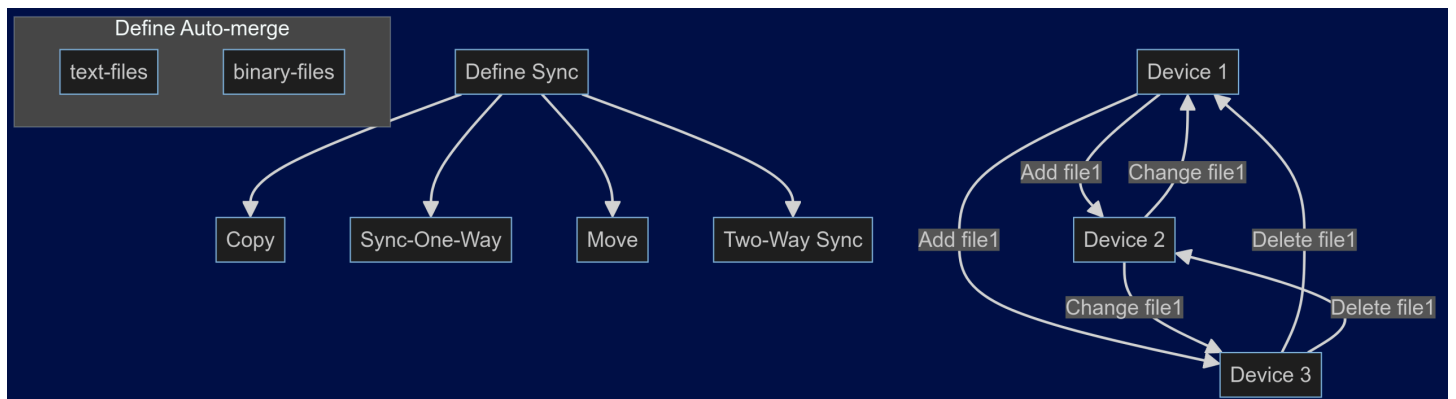 Define Auto-merge
text-files
binary-files
Define Sync
Copy
Sync-One-Way
Move
Two-Way Sync
Device 1
Add file1
Change file1
Add file1
Device 2
Delete file1
Change file1
Delete file1
Device 3